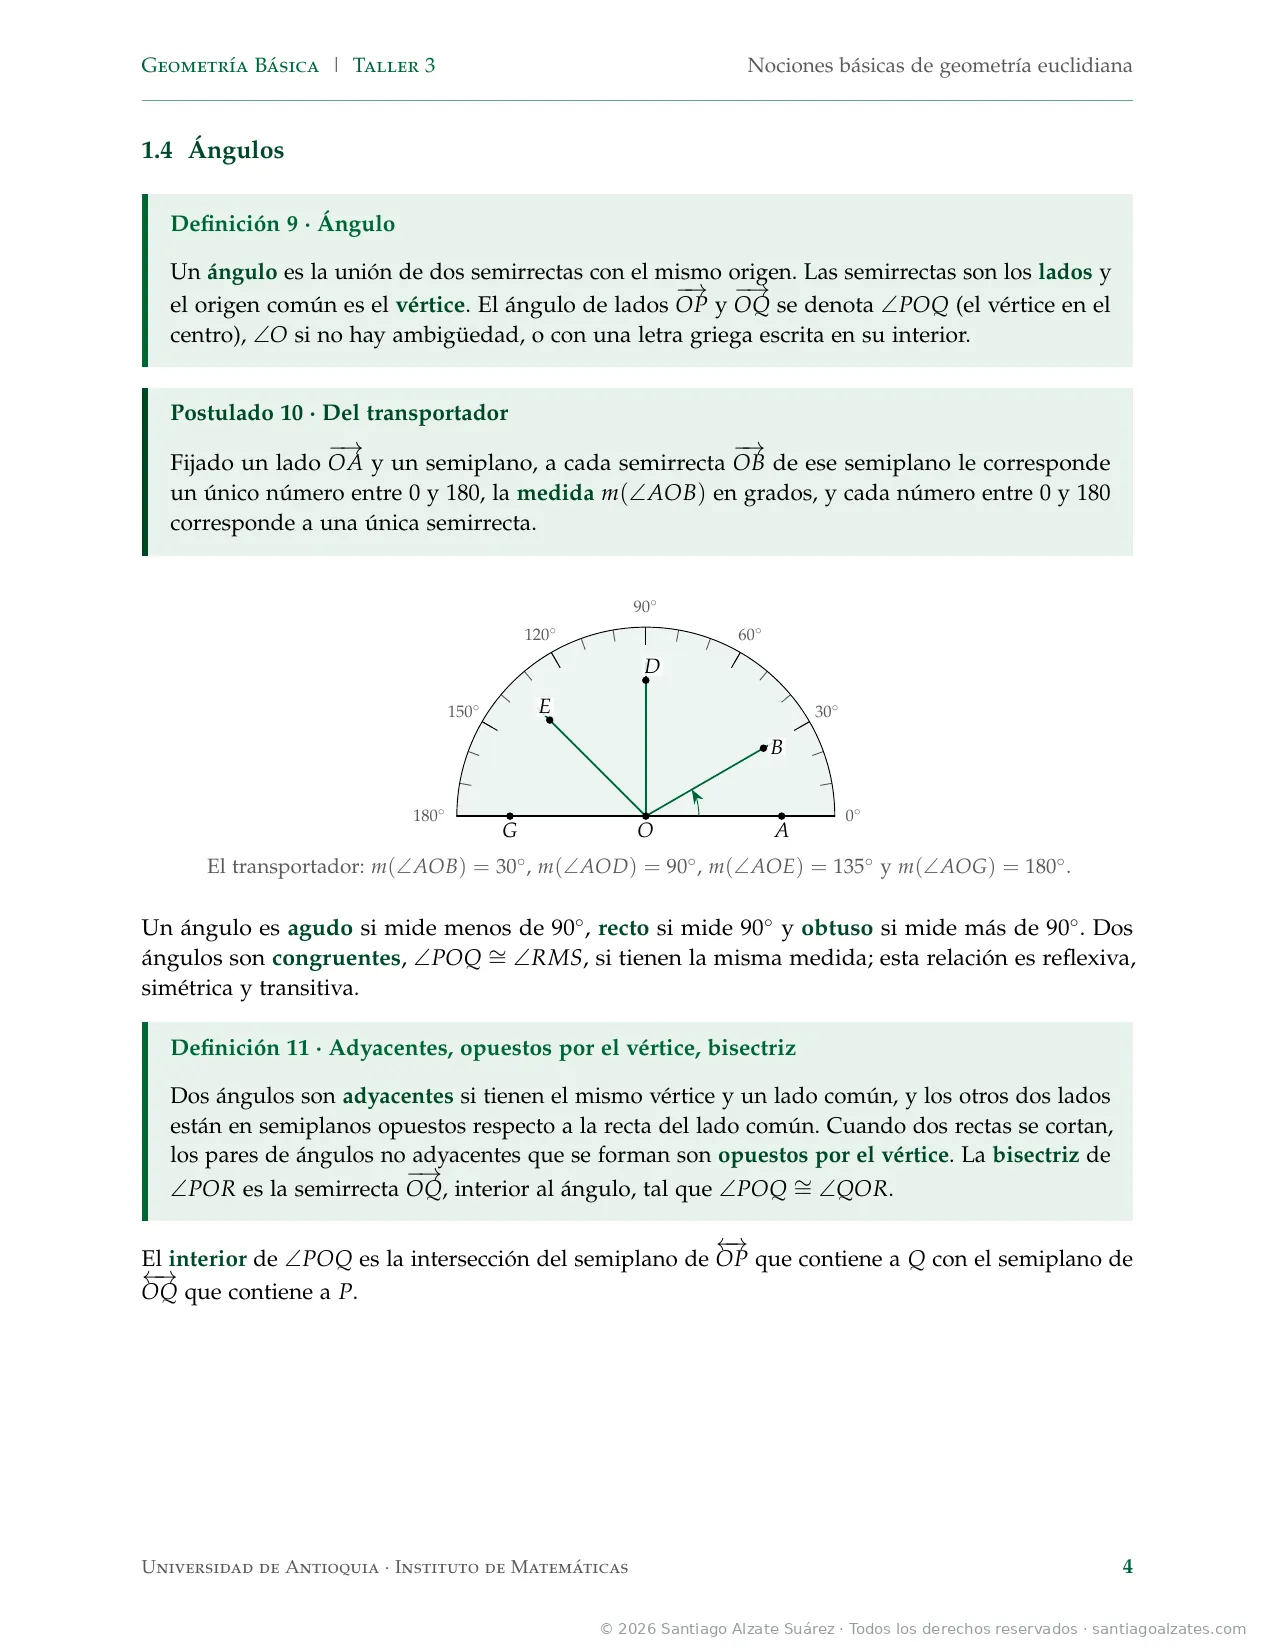 Geometría Básica | Taller 3
Nociones básicas de geometría euclidiana
1.4 Ángulos
Definición 9 · Ángulo
Un ángulo es la unión de dos semirrectas con el mismo origen. Las semirrectas son los lados y
el origen común es el vértice. El ángulo de lados OP→ y OQ→ se denota ∠POQ (el vértice en el
centro), ∠O si no hay ambigüedad, o con una letra griega escrita en su interior.
Postulado 10 · Del transportador
Fijado un lado OA→ y un semiplano, a cada semirrecta OB→ de ese semiplano le corresponde
un único número entre 0 y 180, la medida m(∠AOB) en grados, y cada número entre 0 y 180
corresponde a una única semirrecta.
90°
120°
60°
D
E
150°
30°
B
180°
0°
G
O
A
El transportador: m(∠AOB) = 30°, m(∠AOD) = 90°, m(∠AOE) = 135° y m(∠AOG) = 180°.
Un ángulo es agudo si mide menos de 90°, recto si mide 90° y obtuso si mide más de 90°. Dos
ángulos son congruentes, ∠POQ ≅ ∠RMS, si tienen la misma medida; esta relación es reflexiva,
simétrica y transitiva.
Definición 11 · Adyacentes, opuestos por el vértice, bisectriz
Dos ángulos son adyacentes si tienen el mismo vértice y un lado común, y los otros dos lados
están en semiplanos opuestos respecto a la recta del lado común. Cuando dos rectas se cortan,
los pares de ángulos no adyacentes que se forman son opuestos por el vértice. La bisectriz de
∠POR es la semirrecta OQ→, interior al ángulo, tal que ∠POQ ≅ ∠QOR.
El interior de ∠POQ es la intersección del semiplano de OP↔ que contiene a Q con el semiplano de
OQ↔ que contiene a P.
Universidad de Antioquia · Instituto de Matemáticas
4
© 2026 Santiago Alzate Suárez · Todos los derechos reservados · santiagoalzates.com